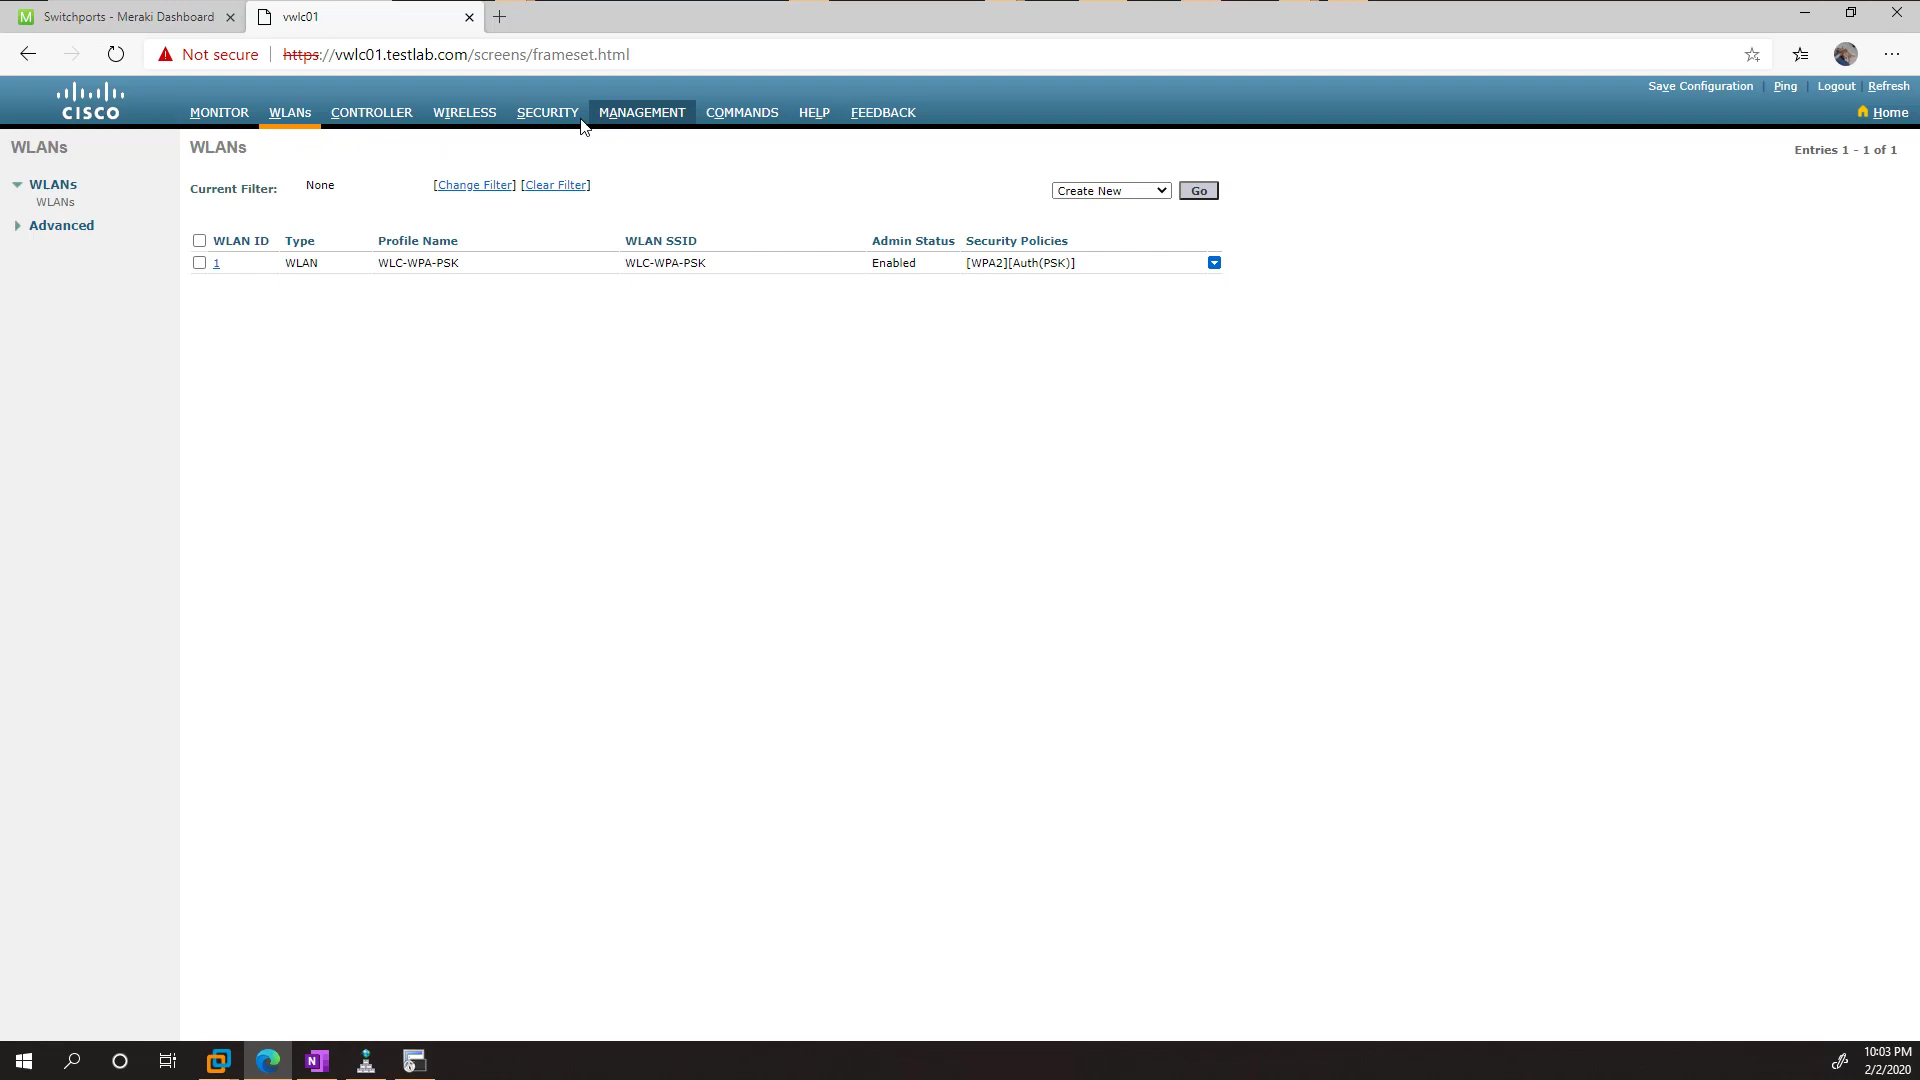 Switchports - Meraki Dashboard
vwlc01
Not secure
https://vwlc01.testlab.com/screens/frameset.html
Save Configuration Ping Logout Refresh
CISCO
MONITOR WLANs CONTROLLER WIRELESS SECURITY MANAGEMENT COMMANDS HELP FEEDBACK
Home
WLANs
WLANs
WLANs
Advanced
WLANs
Entries 1 - 1 of 1
Current Filter: None [Change Filter] [Clear Filter]
Create New Go
WLAN ID Type Profile Name WLAN SSID Admin Status Security Policies
1 WLAN WLC-WPA-PSK WLC-WPA-PSK Enabled [WPA2][Auth(PSK)]
10:03 PM
2/2/2020